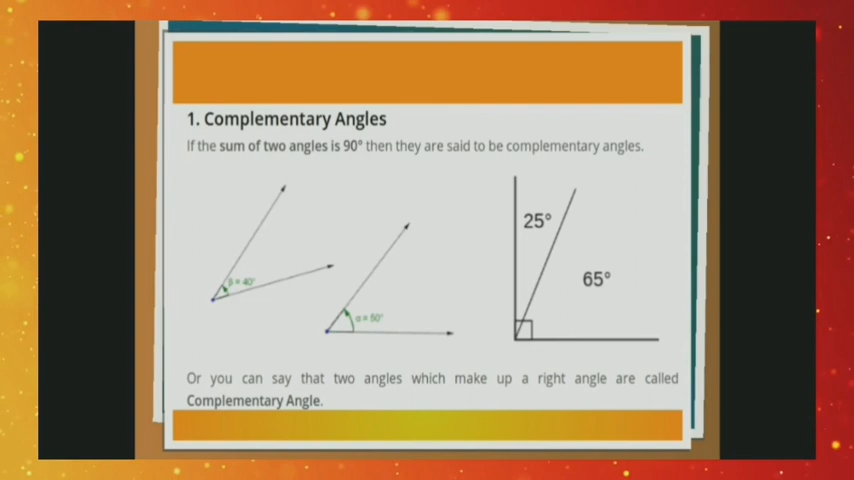 1. Complementary Angles
If the sum of two angles is 90° then they are said to be complementary angles.
25°
β = 40°
65°
α = 50°
Or you can say that two angles which make up a right angle are called
Complementary Angle.